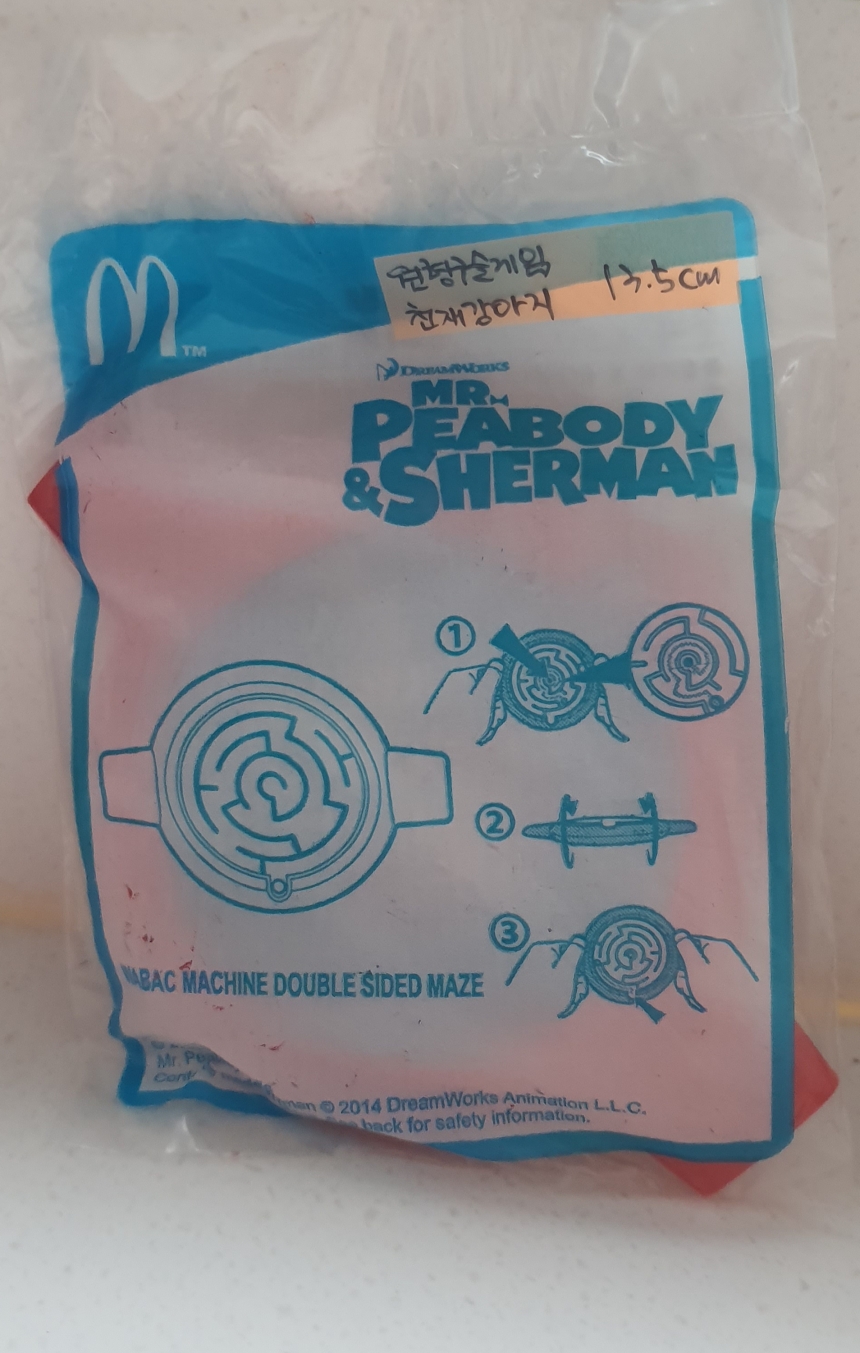 원형구슬게임 13.5cm
천재강아지
M
TM
DREAMWORKS
MR.
PEABODY
&SHERMAN
1
2
3
WABAC MACHINE DOUBLE SIDED MAZE
Mr.
© 2014 DreamWorks Animation L.L.C.
back for safety information.